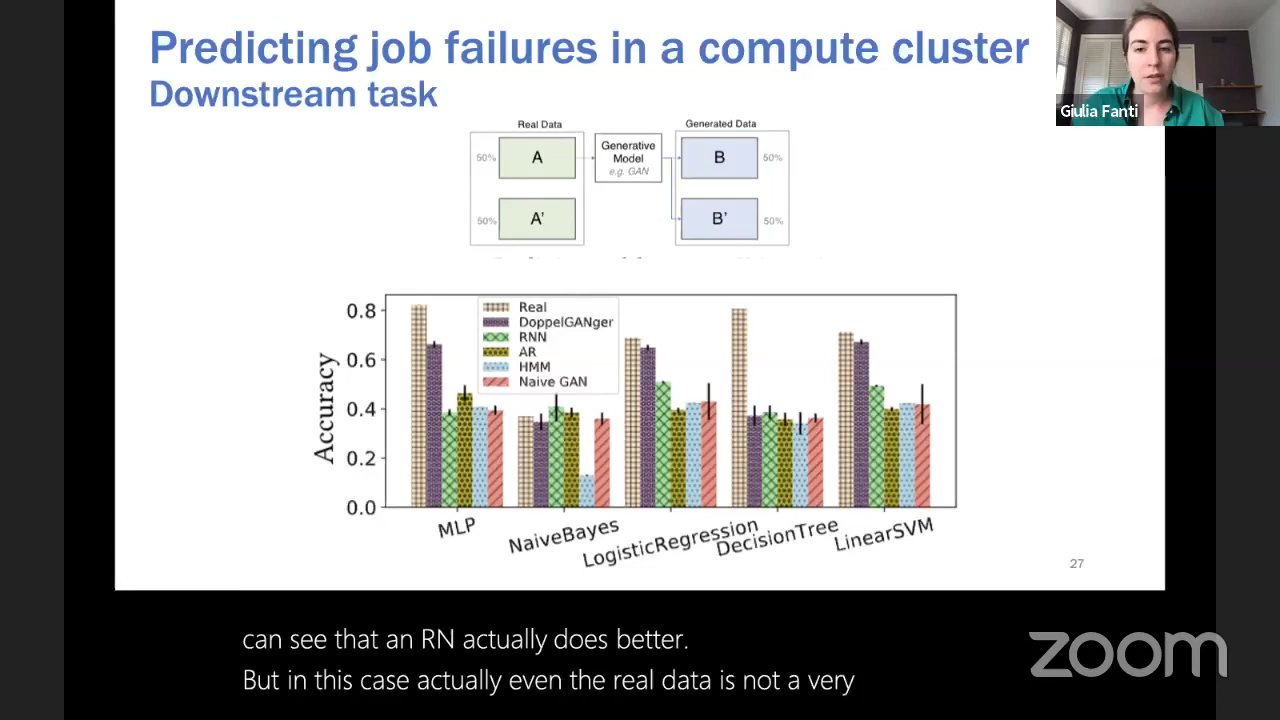 Predicting job failures in a compute cluster
Downstream task
Giulia Fanti
Real Data
Generated Data
50%
A
Generative
Model
e.g. GAN
B
50%
50%
A'
B'
50%
Accuracy
0.8
0.6
0.4
0.2
0.0
Real
DoppelGANger
RNN
AR
HMM
Naive GAN
MLP
NaiveBayes
LogisticRegression
DecisionTree
LinearSVM
27
can see that an RN actually does better.
But in this case actually even the real data is not a very
zoom